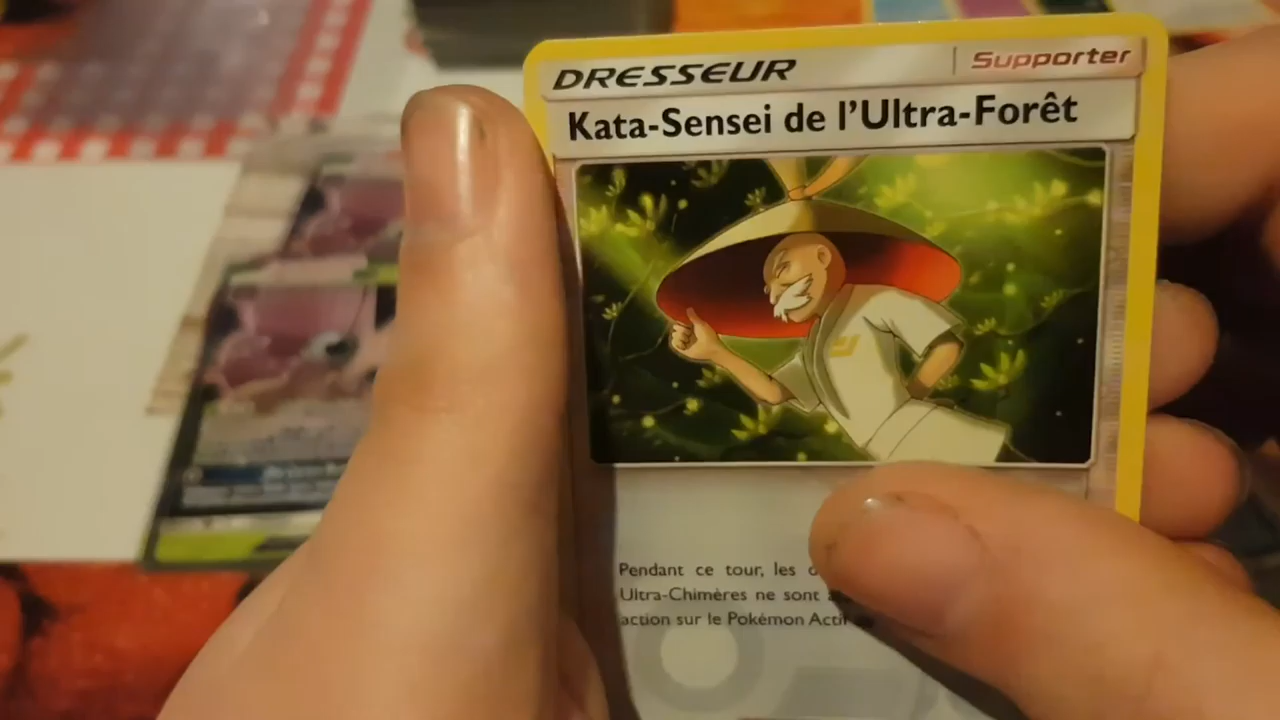 DRESSEUR
Supporter
Kata-Sensei de l'Ultra-Forêt
Pendant ce tour, les
Ultra-Chimères ne sont
action sur le Pokémon Actif